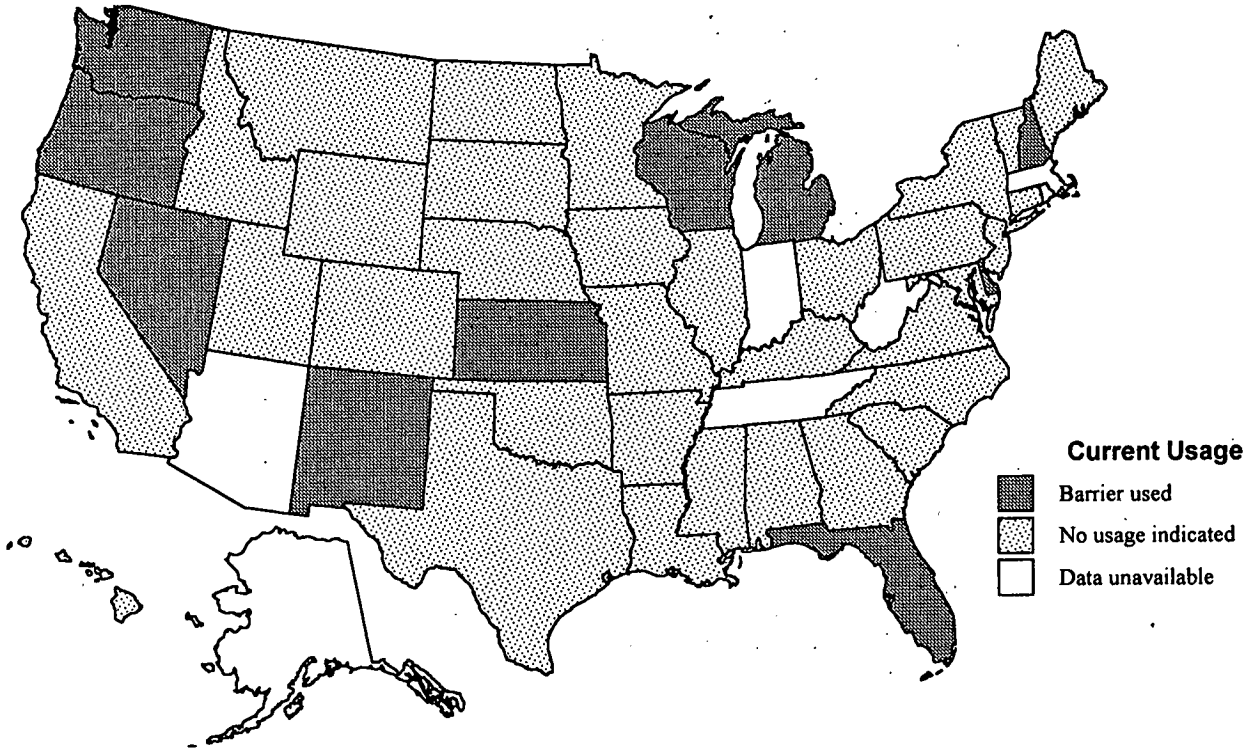 Current Usage
Barrier used
No usage indicated
Data unavailable